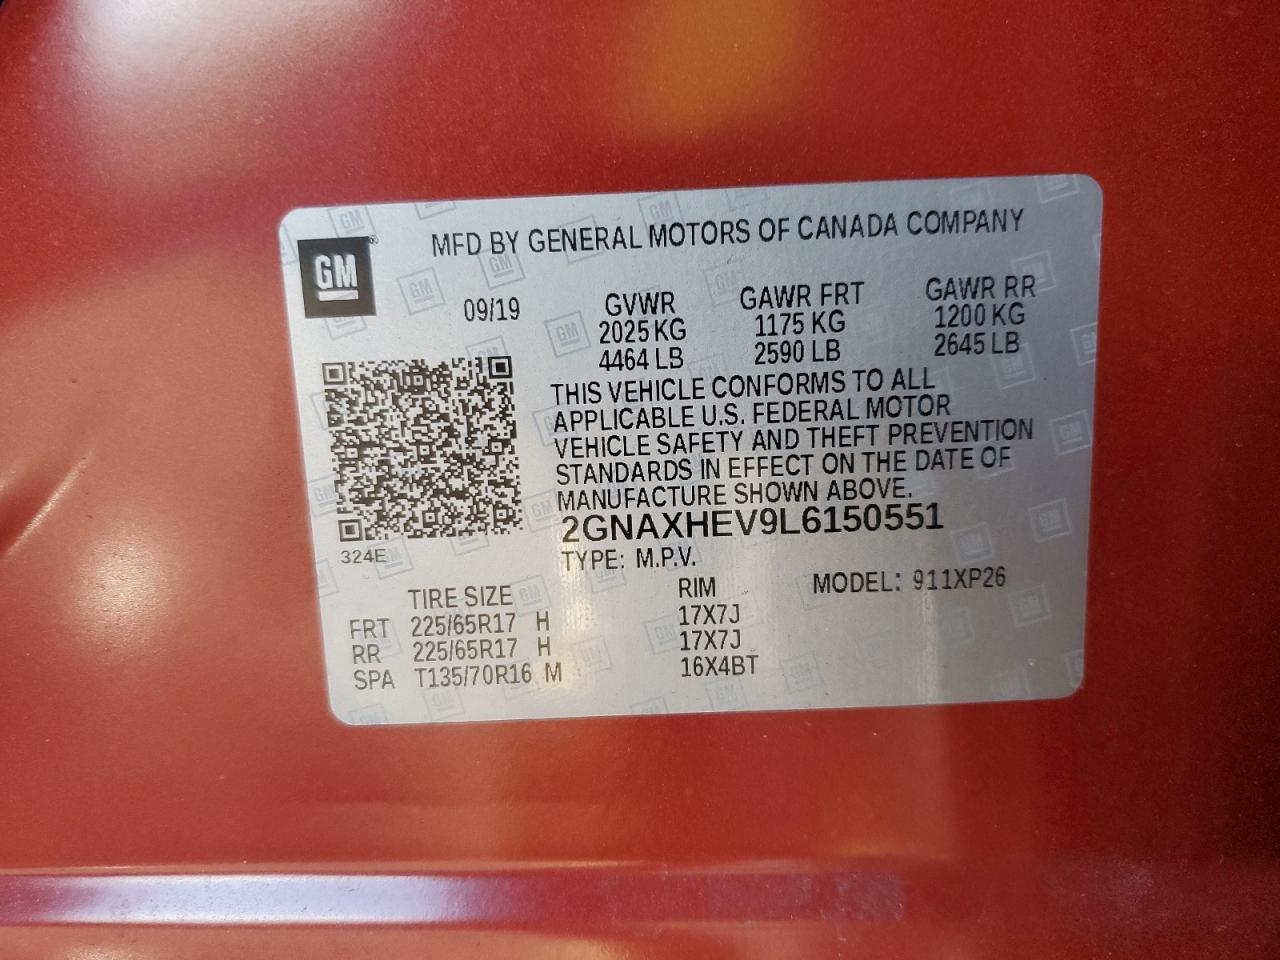 MFD BY GENERAL MOTORS OF CANADA COMPANY
GM
09/19
GVWR GAWR FRT GAWR RR
2025 KG 1175 KG 1200 KG
4464 LB 2590 LB 2645 LB
THIS VEHICLE CONFORMS TO ALL
APPLICABLE U.S. FEDERAL MOTOR
VEHICLE SAFETY AND THEFT PREVENTION
STANDARDS IN EFFECT ON THE DATE OF
MANUFACTURE SHOWN ABOVE.
2GNAXHEV9L6150551
324E
TYPE: M.P.V.
TIRE SIZE RIM MODEL: 911XP26
FRT 225/65R17 H 17X7J
RR 225/65R17 H 17X7J
SPA T135/70R16 M 16X4BT